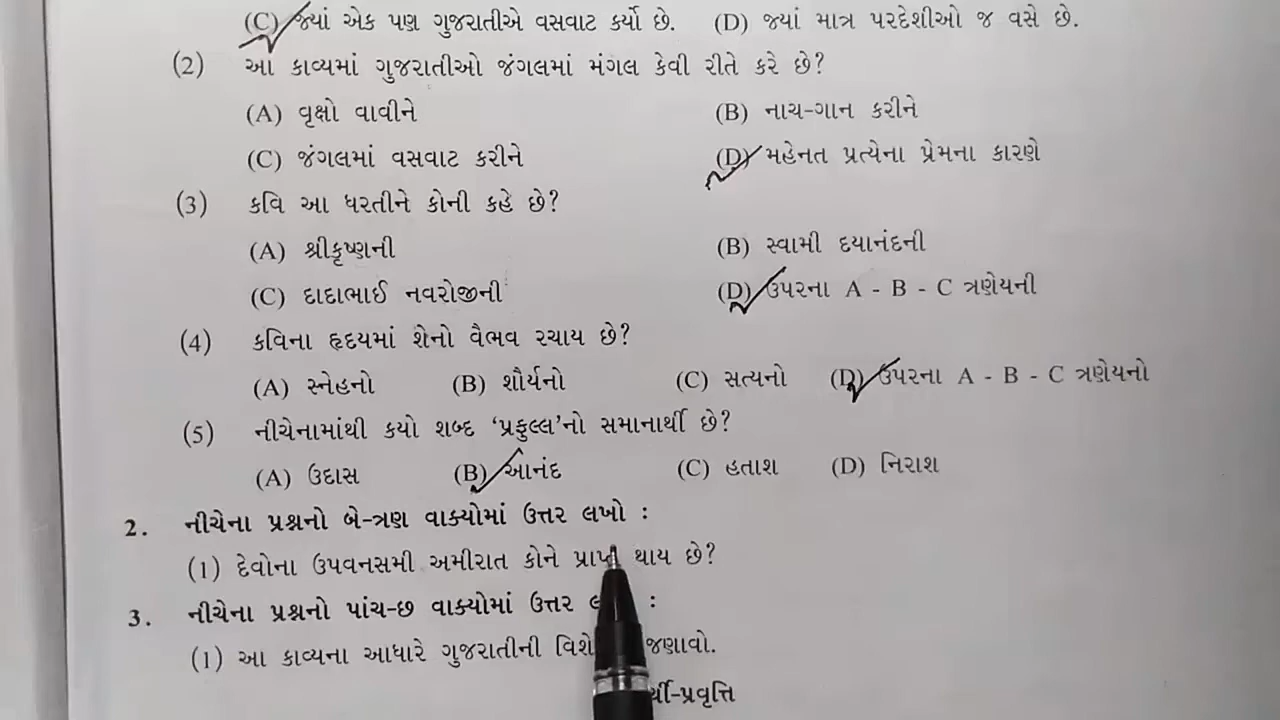 (C) જ્યાં એક પણ ગુજરાતીએ વસવાટ કર્યો છે. (D) જ્યાં માત્ર પરદેશીઓ જ વસે છે.
(2) આ કાવ્યમાં ગુજરાતીઓ જંગલમાં મંગલ કેવી રીતે કરે છે?
(A) વૃક્ષો વાવીને (B) નાચ-ગાન કરીને
(C) જંગલમાં વસવાટ કરીને (D) મહેનત પ્રત્યેના પ્રેમના કારણે
(3) કવિ આ ધરતીને કોની કહે છે?
(A) શ્રીકૃષ્ણની (B) સ્વામી દયાનંદની
(C) દાદાભાઈ નવરોજીની (D) ઉપરના A - B - C ત્રણેયની
(4) કવિના હૃદયમાં શેનો વૈભવ રચાય છે?
(A) સ્નેહનો (B) શૌર્યનો (C) સત્યનો (D) ઉપરના A - B - C ત્રણેયનો
(5) નીચેનામાંથી કયો શબ્દ ‘પ્રફુલ્લ’નો સમાનાર્થી છે?
(A) ઉદાસ (B) આનંદ (C) હતાશ (D) નિરાશ
2. નીચેના પ્રશ્નનો બે-ત્રણ વાક્યોમાં ઉત્તર લખો :
(1) દેવોના ઉપવનસમી અમીરાત કોને થાય છે?
3. નીચેના પ્રશ્નનો પાંચ-છ વાક્યોમાં ઉત્તર :
(1) આ કાવ્યના આધારે ગુજરાતીની જણાવો.